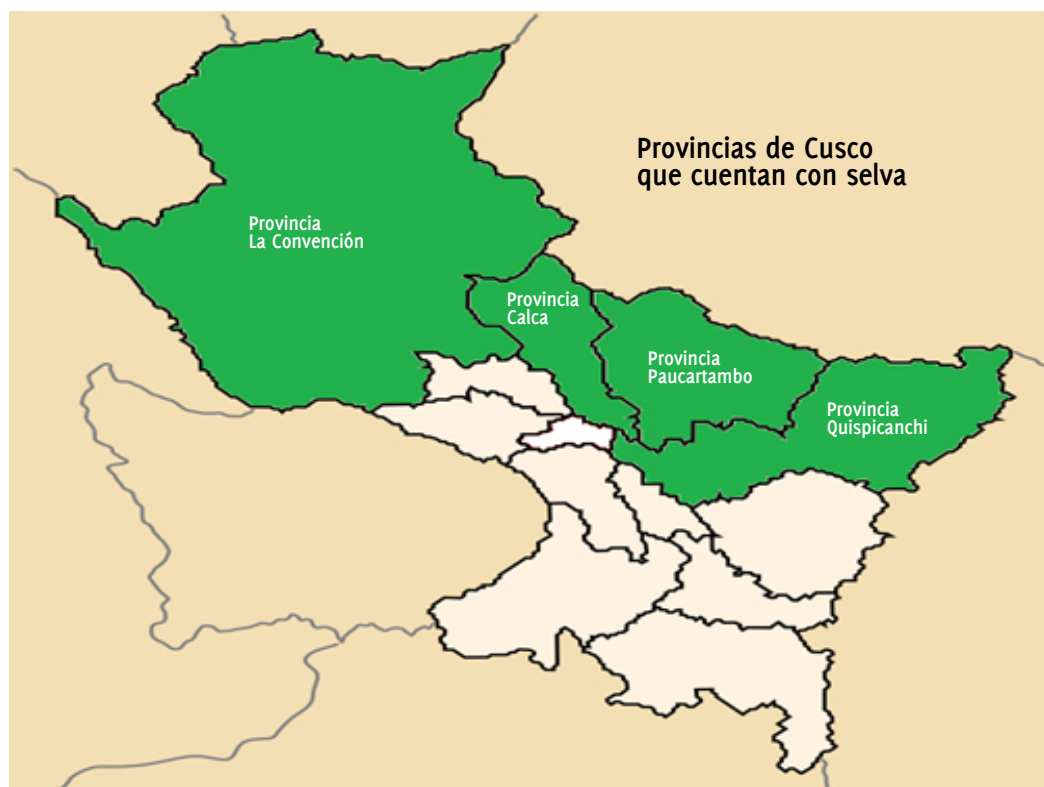 Provincias de Cusco
que cuentan con selva
Provincia
La Convención
Provincia
Calca
Provincia
Paucartambo
Provincia
Quispicanchi